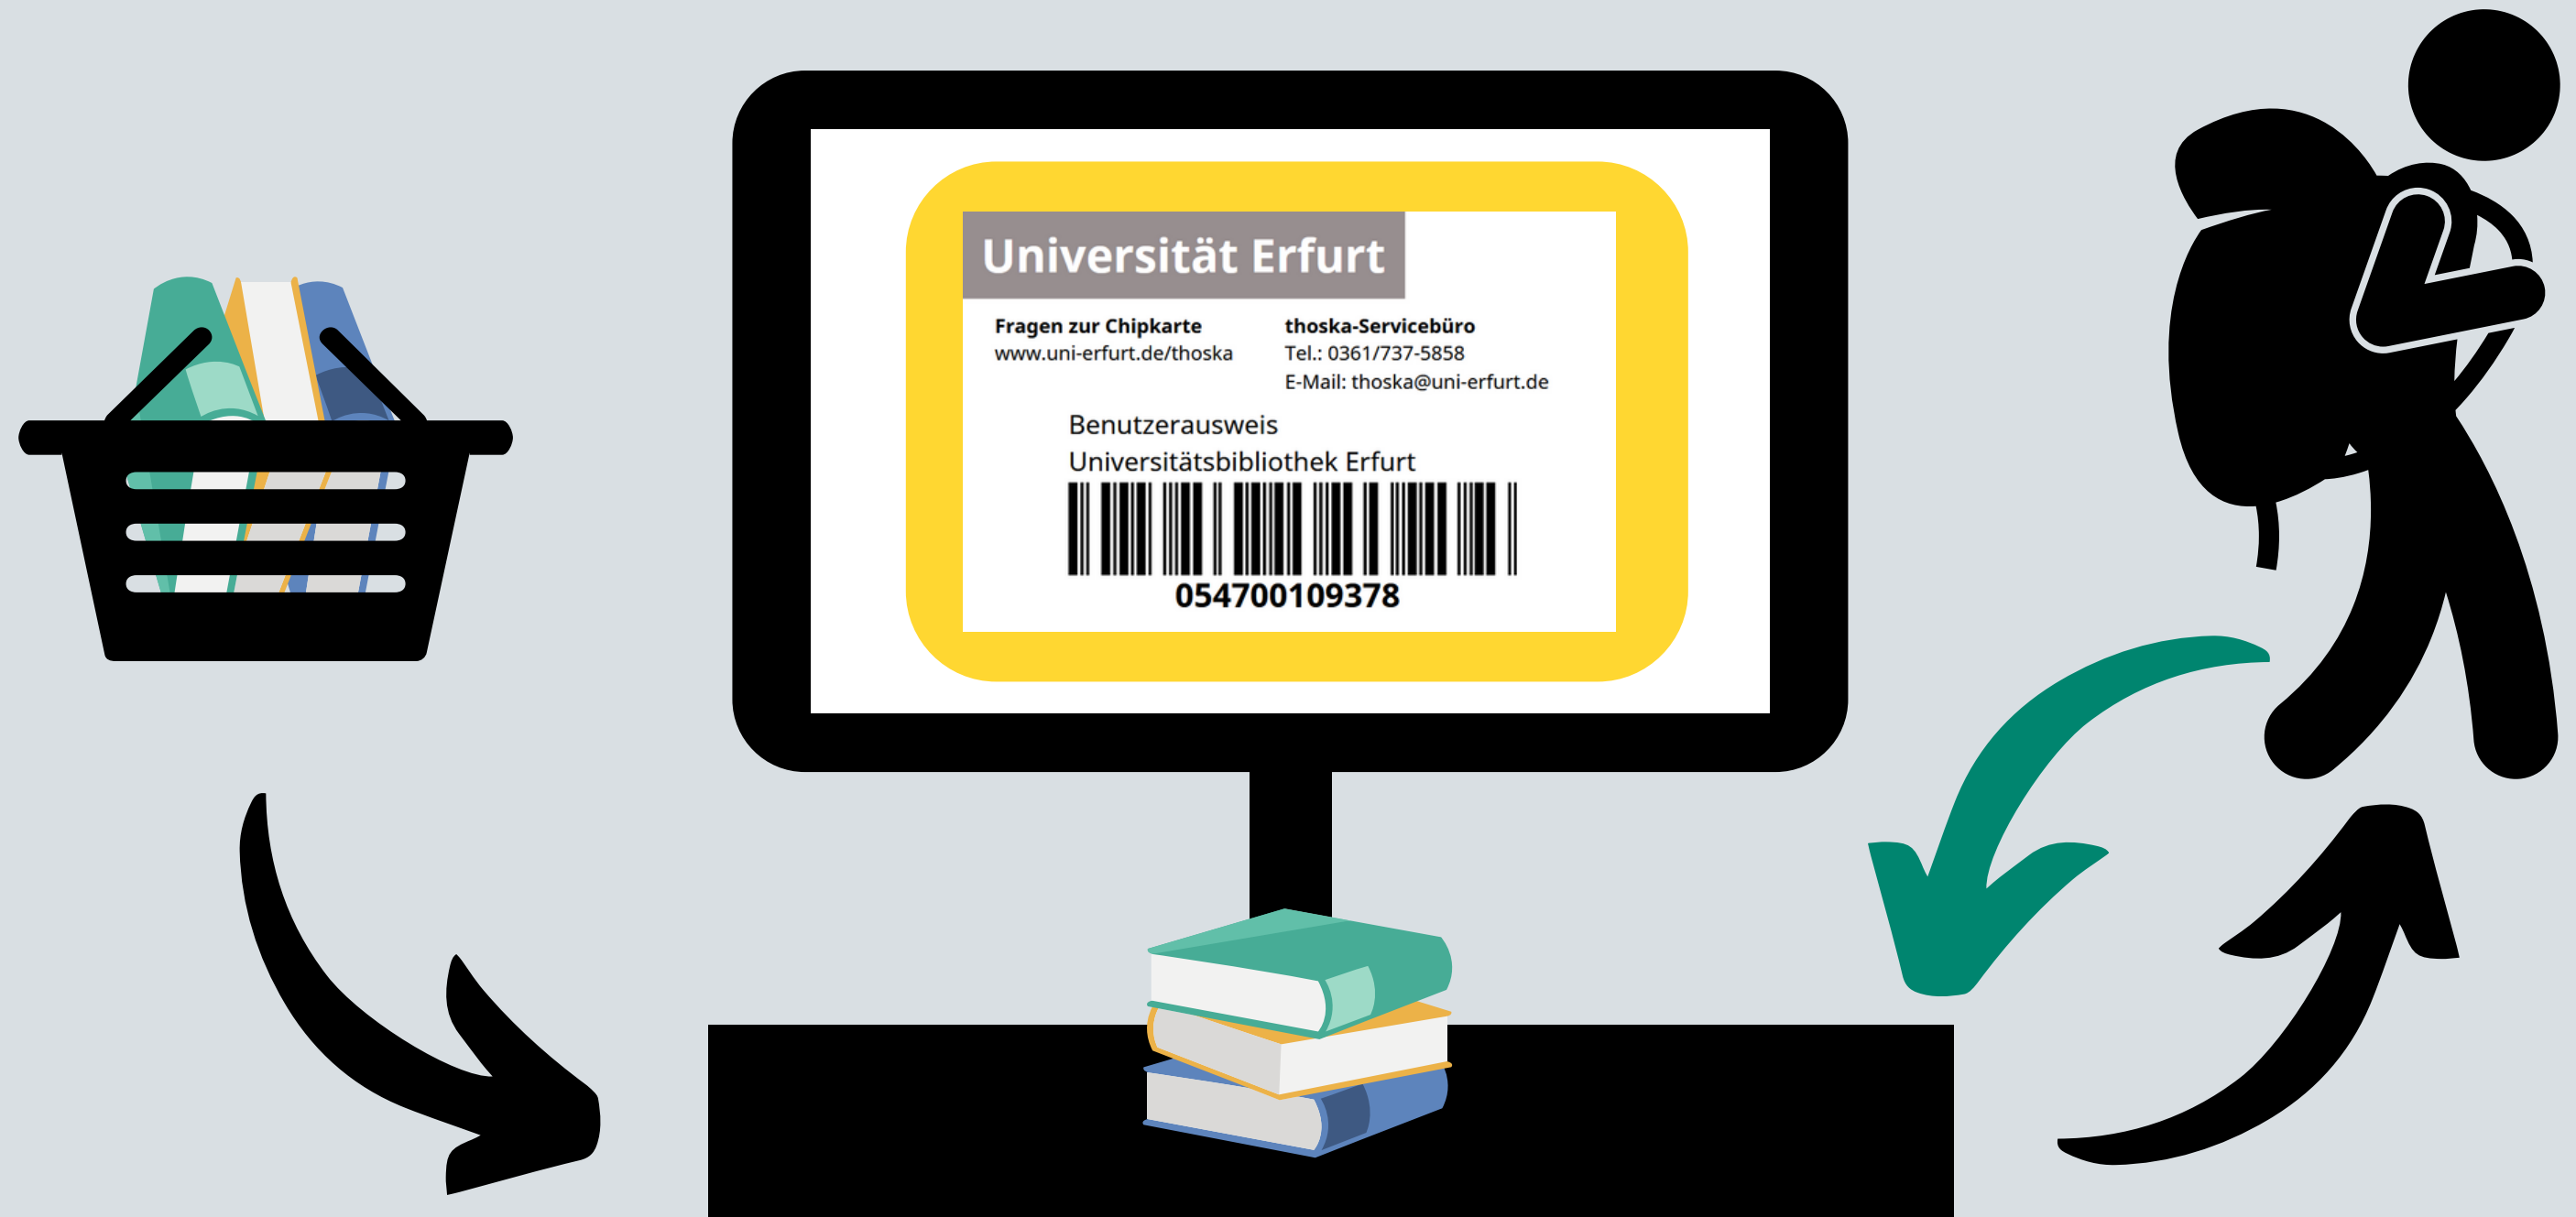 Universität Erfurt
Fragen zur Chipkarte
www.uni-erfurt.de/thoska
thoska-Servicebüro
Tel.: 0361/737-5858
E-Mail: thoska@uni-erfurt.de
Benutzerausweis
Universitätsbibliothek Erfurt
054700109378